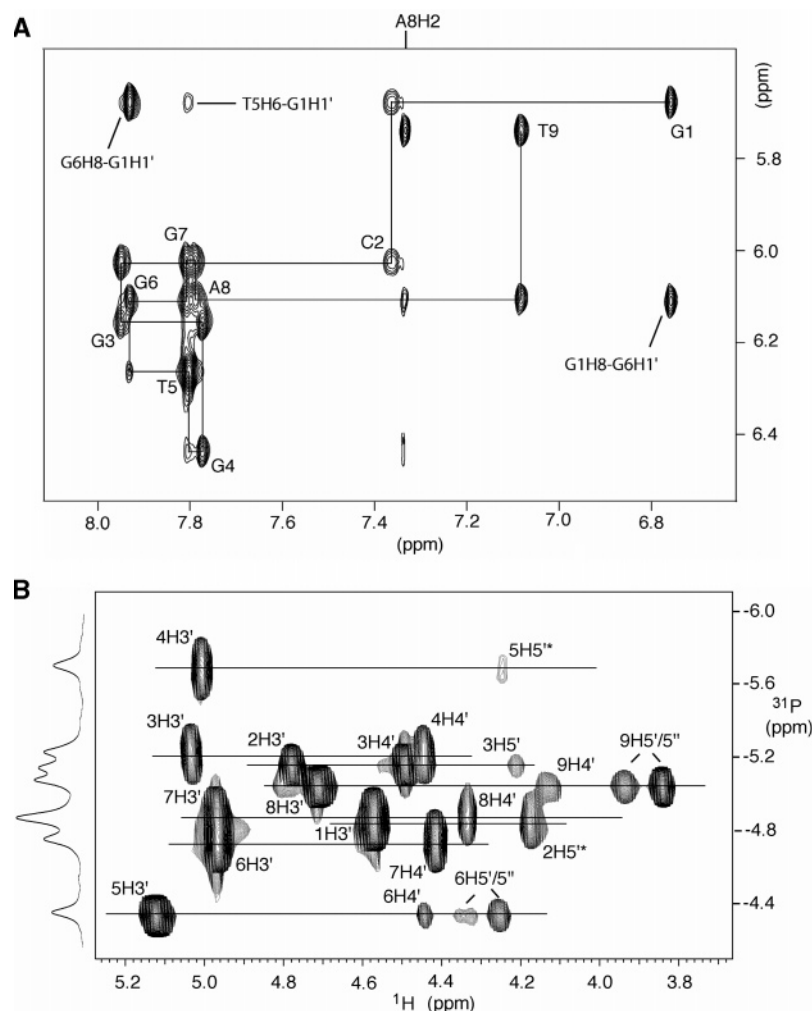 A
A8H2
(ppm)
T5H6-G1H1'
G6H8-G1H1'
T9
G1
5.8
G7
C2
6.0
G6
A8
G3
G1H8-G6H1'
6.2
T5
G4
6.4
8.0 7.8 7.6 7.4 7.2 7.0 6.8
(ppm)
B
-6.0
4H3'
5H5'*
-5.6
31P
(ppm)
3H3'
2H3'
3H4'
4H4'
3H5'
9H4'
9H5'/5"
-5.2
7H3'
8H3'
8H4'
1H3'
-4.8
6H3'
7H4'
2H5'*
5H3'
6H4'
6H5'/5"
-4.4
5.2 5.0 4.8 4.6 4.4 4.2 4.0 3.8
1H (ppm)